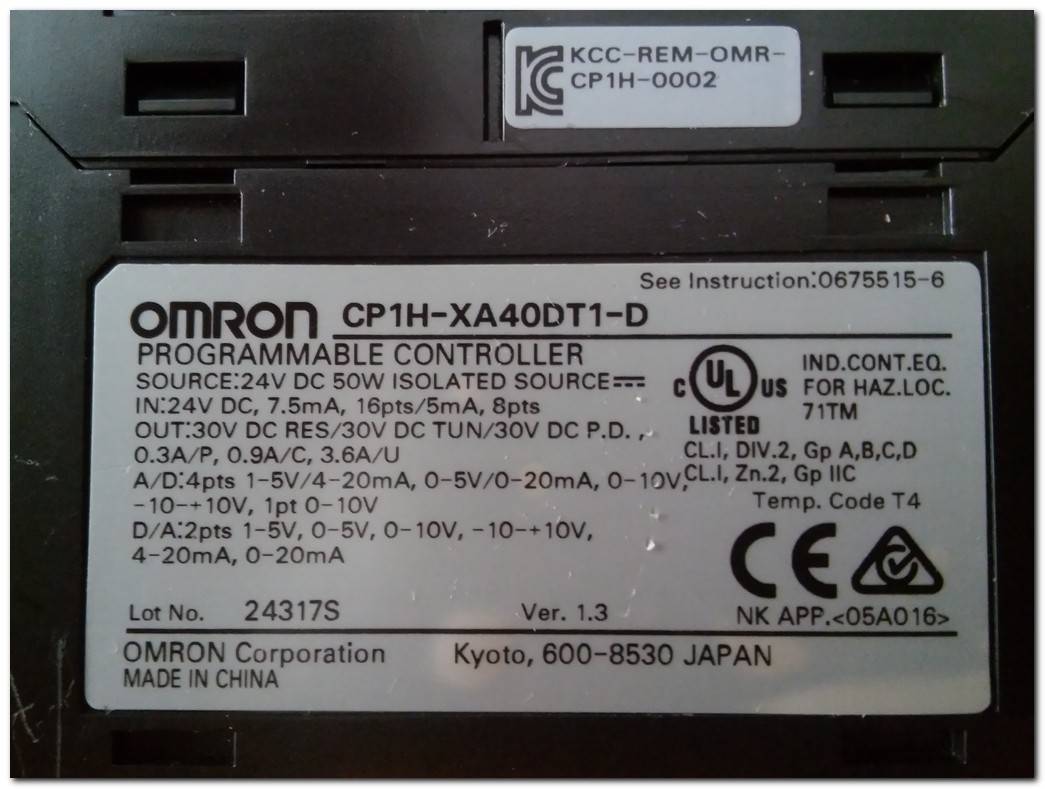 KCC-REM-OMR-
CP1H-0002
See Instruction:0675515-6
OMRON CP1H-XA40DT1-D
PROGRAMMABLE CONTROLLER
SOURCE:24V DC 50W ISOLATED SOURCE⎓
IN:24V DC, 7.5mA, 16pts/5mA, 8pts
OUT:30V DC RES/30V DC TUN/30V DC P.D. ,
0.3A/P, 0.9A/C, 3.6A/U
A/D:4pts 1-5V/4-20mA, 0-5V/0-20mA, 0-10V,
-10-+10V, 1pt 0-10V
D/A:2pts 1-5V, 0-5V, 0-10V, -10-+10V,
4-20mA, 0-20mA
C UL US
LISTED
IND.CONT.EQ.
FOR HAZ.LOC.
71TM
CL.I, DIV.2, Gp A,B,C,D
CL.I, Zn.2, Gp IIC
Temp. Code T4
CE
Lot No. 24317S Ver. 1.3 NK APP.<05A016>
OMRON Corporation Kyoto, 600-8530 JAPAN
MADE IN CHINA